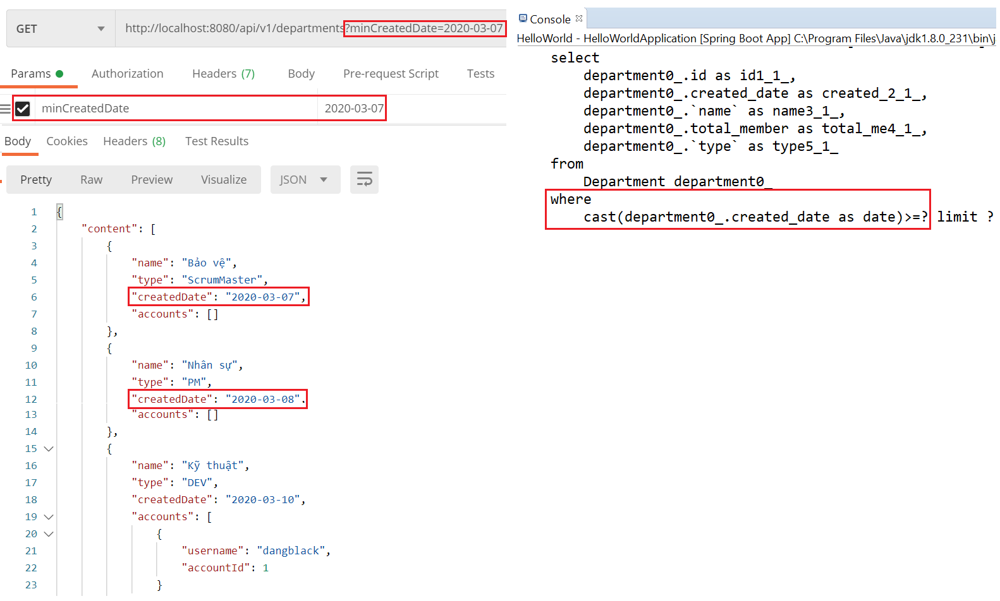 GET
http://localhost:8080/api/v1/departments?minCreatedDate=2020-03-07
Params Authorization Headers (7) Body Pre-request Script Tests
minCreatedDate 2020-03-07
Body Cookies Headers (8) Test Results
Pretty Raw Preview Visualize JSON
1 {
2 "content": [
3 {
4 "name": "Bảo vệ",
5 "type": "ScrumMaster",
6 "createdDate": "2020-03-07",
7 "accounts": []
8 },
9 {
10 "name": "Nhân sự",
11 "type": "PM",
12 "createdDate": "2020-03-08",
13 "accounts": []
14 },
15 {
16 "name": "Kỹ thuật",
17 "type": "DEV",
18 "createdDate": "2020-03-10",
19 "accounts": [
20 {
21 "username": "dangblack",
22 "accountId": 1
23 }
Console
HelloWorld - HelloWorldApplication [Spring Boot App] C:\Program Files\Java\jdk1.8.0_231\bin\j
select
department0_.id as id1_1_,
department0_.created_date as created_2_1_,
department0_.`name` as name3_1_,
department0_.total_member as total_me4_1_,
department0_.`type` as type5_1_
from
Department department0_
where
cast(department0_.created_date as date)>=? limit ?